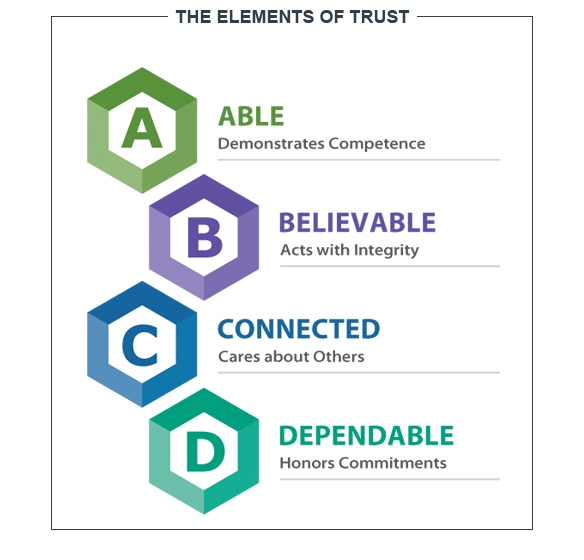 THE ELEMENTS OF TRUST
A
ABLE
Demonstrates Competence
B
BELIEVABLE
Acts with Integrity
C
CONNECTED
Cares about Others
D
DEPENDABLE
Honors Commitments